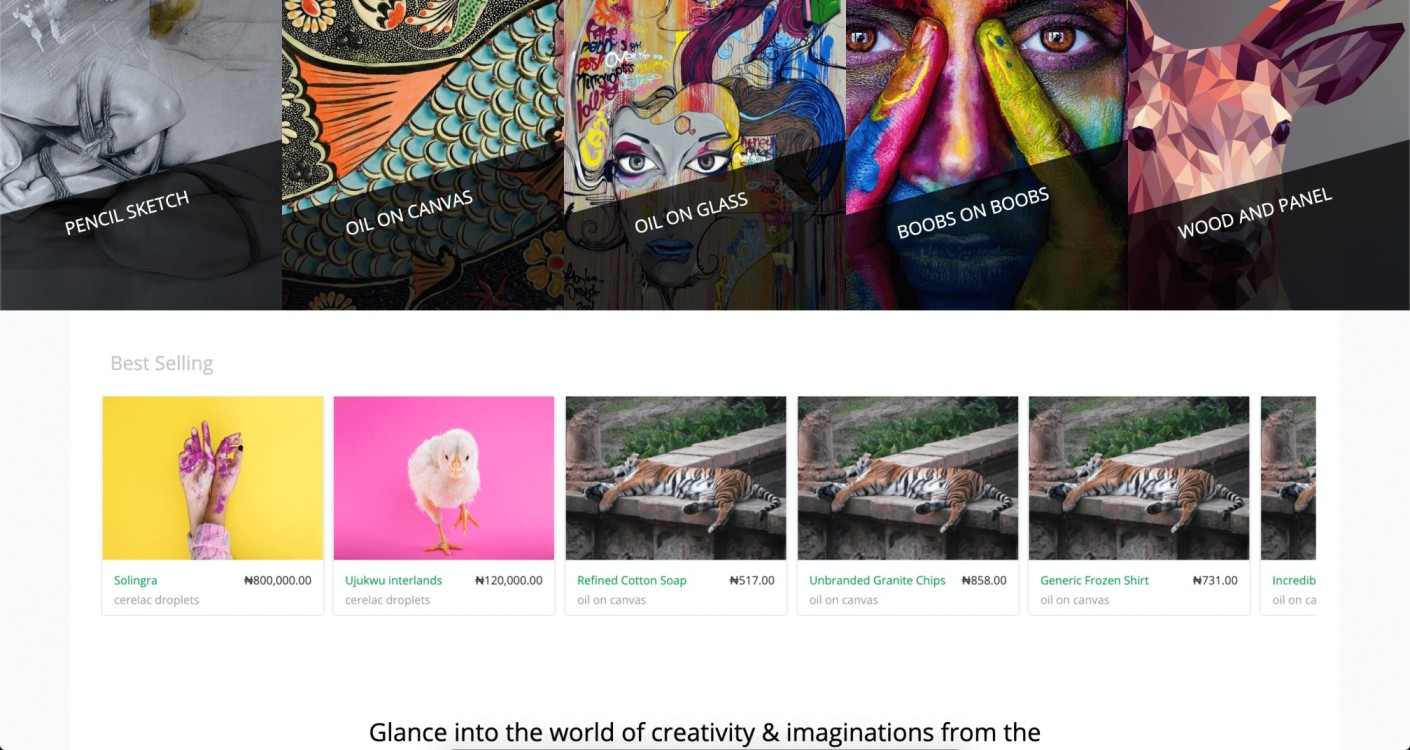 PENCIL SKETCH
OIL ON CANVAS
OIL ON GLASS
BOOBS ON BOOBS
WOOD AND PANEL
Best Selling
Solingra ₦800,000.00
cerelac droplets
Ujukwu interlands ₦120,000.00
cerelac droplets
Refined Cotton Soap ₦517.00
oil on canvas
Unbranded Granite Chips ₦858.00
oil on canvas
Generic Frozen Shirt ₦731.00
oil on canvas
Incredib
oil on ca
Glance into the world of creativity & imaginations from the